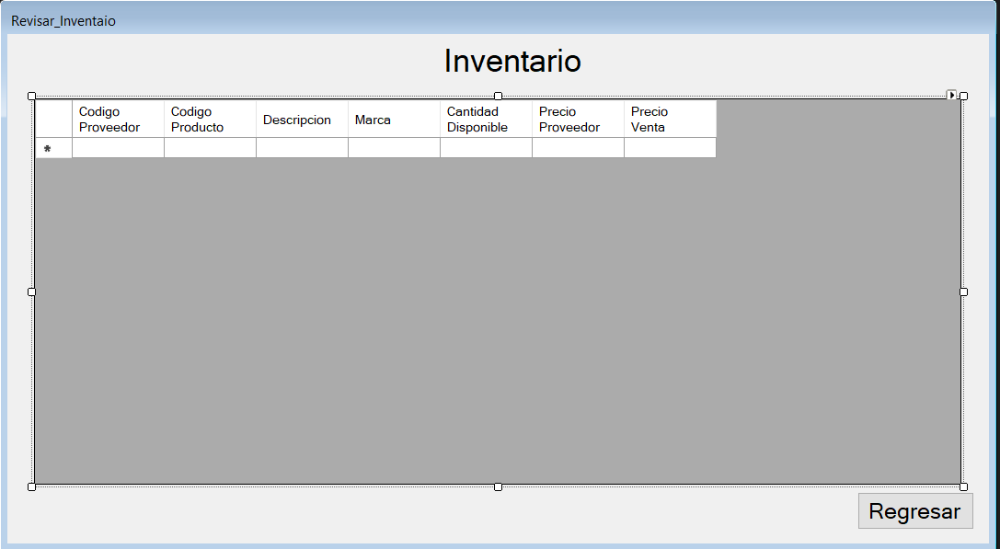 Revisar_Inventaio
Inventario
Codigo Proveedor
Codigo Producto
Descripcion
Marca
Cantidad Disponible
Precio Proveedor
Precio Venta
*
Regresar